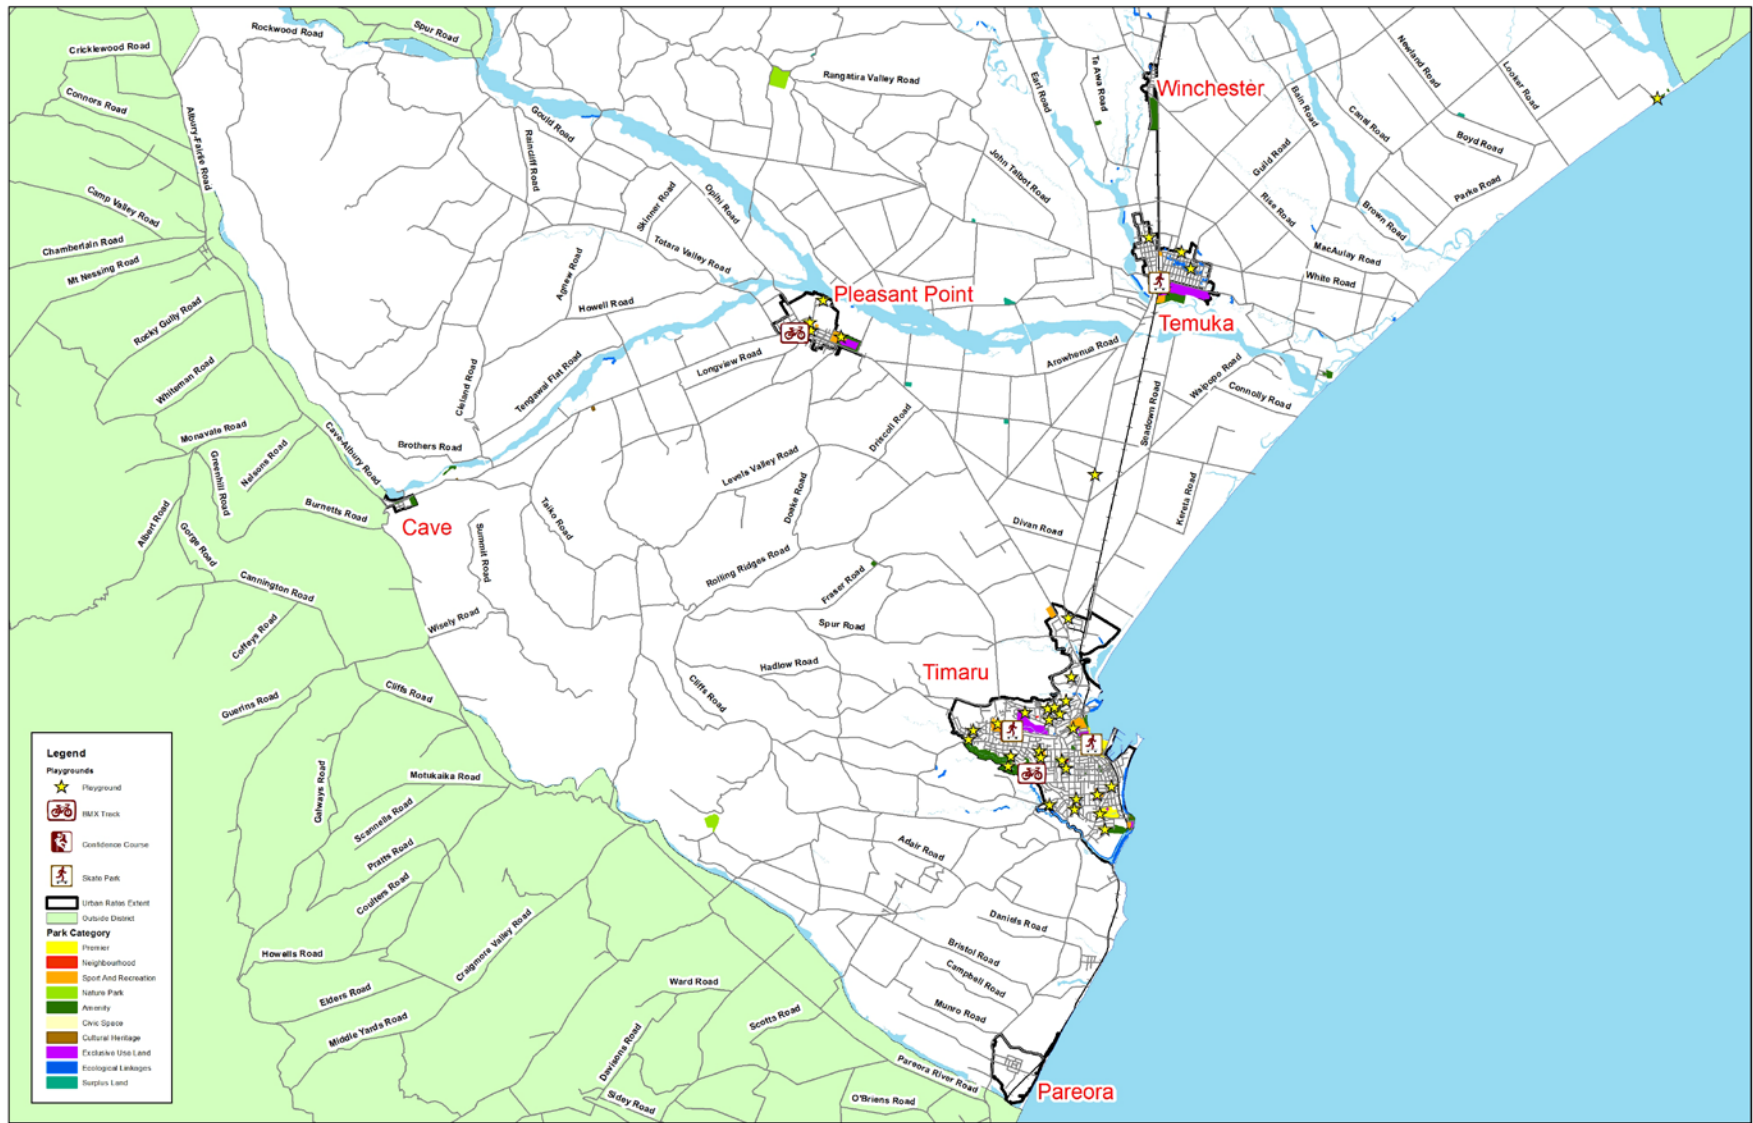 Cricklewood Road
Rockwood Road
Spur Road
Connors Road
Albury-Fairlie Road
Gould Road
Raincliff Road
Rangatira Valley Road
Earl Road
Te Awa Road
Winchester
Bain Road
Newland Road
Looker Road
Canal Road
Boyd Road
Guild Road
Parke Road
John Talbot Road
Rise Road
Brown Road
MacAulay Road
White Road
Camp Valley Road
Chamberlain Road
Mt Nessing Road
Skinner Road
Opihi Road
Totara Valley Road
Agnew Road
Howell Road
Pleasant Point
Temuka
Rocky Gully Road
Whiteman Road
Cleland Road
Tengawai Flat Road
Longview Road
Arowhenua Road
Waipopo Road
Connolly Road
Seadown Road
Monavale Road
Nelsons Road
Greenhill Road
Cave-Albury Road
Brothers Road
Driscoll Road
Levels Valley Road
Doake Road
Kereta Road
Albert Road
Gorge Road
Burnetts Road
Cave
Summit Road
Taiko Road
Divan Road
Cannington Road
Rolling Ridges Road
Fraser Road
Coffeys Road
Wisely Road
Spur Road
Hadlow Road
Timaru
Guerins Road
Cliffs Road
Cliffs Road
Galways Road
Motukaika Road
Scannells Road
Pratts Road
Coulters Road
Adair Road
Craigmore Valley Road
Howells Road
Elders Road
Middle Yards Road
Ward Road
Scotts Road
Davisons Road
Sidey Road
Daniels Road
Bristol Road
Campbell Road
Munro Road
Pareora River Road
O'Briens Road
Pareora
Legend
Playgrounds
Playground
BMX Track
Confidence Course
Skate Park
Urban Rates Extent
Outside District
Park Category
Premier
Neighbourhood
Sport And Recreation
Nature Park
Amenity
Civic Space
Cultural Heritage
Exclusive Use Land
Ecological Linkages
Surplus Land